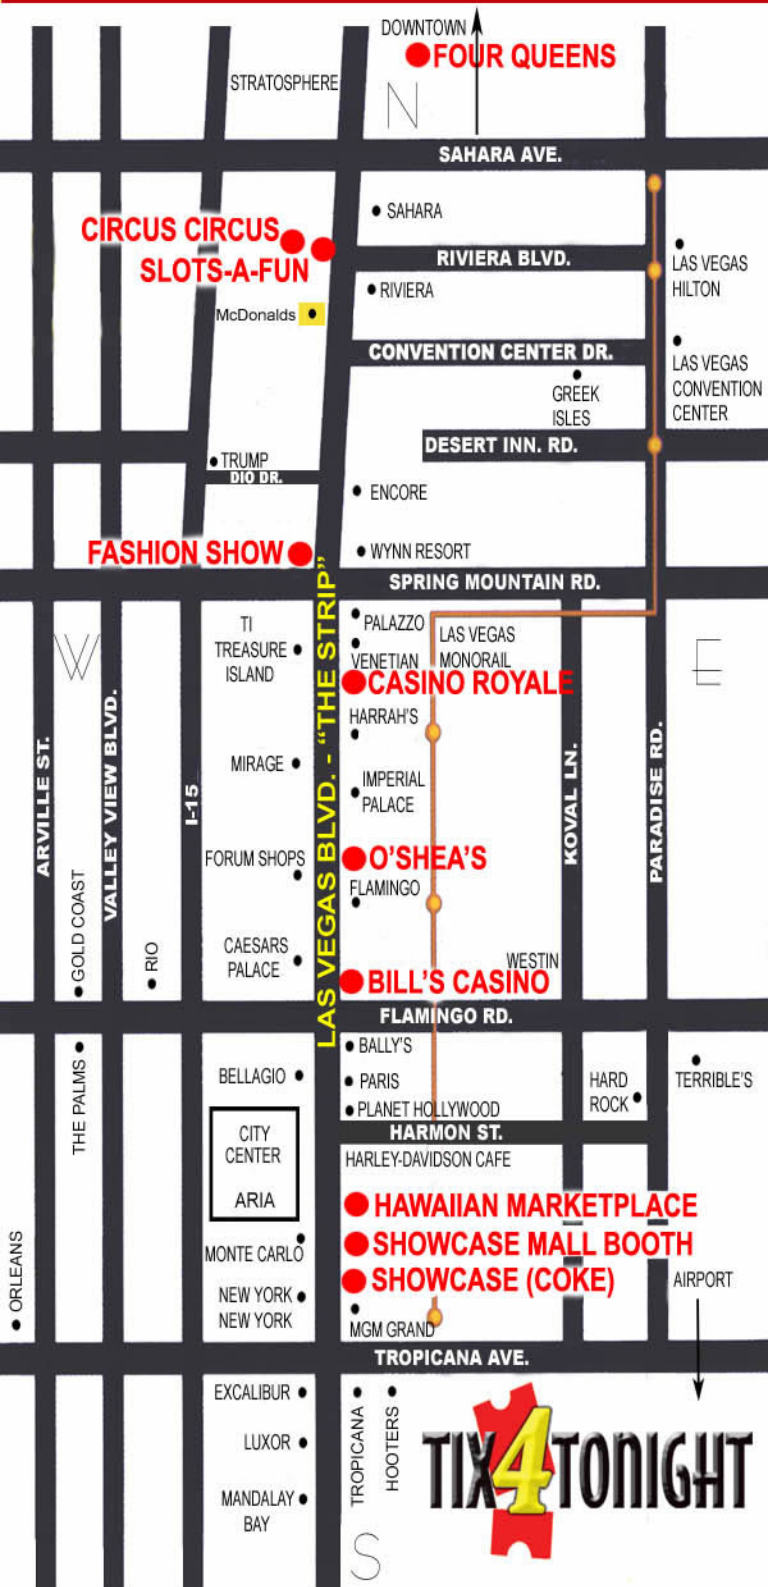 DOWNTOWN
FOUR QUEENS
STRATOSPHERE
N
SAHARA AVE.
SAHARA
CIRCUS CIRCUS
SLOTS-A-FUN
RIVIERA BLVD.
LAS VEGAS
HILTON
RIVIERA
McDonalds
CONVENTION CENTER DR.
LAS VEGAS
CONVENTION
CENTER
GREEK
ISLES
DESERT INN. RD.
TRUMP
DIO DR.
ENCORE
FASHION SHOW
WYNN RESORT
SPRING MOUNTAIN RD.
TI
TREASURE
ISLAND
PALAZZO
LAS VEGAS
MONORAIL
VENETIAN
W
E
CASINO ROYALE
HARRAH'S
MIRAGE
IMPERIAL
PALACE
ARVILLE ST.
VALLEY VIEW BLVD.
I-15
LAS VEGAS BLVD. - "THE STRIP"
KOVAL LN.
PARADISE RD.
FORUM SHOPS
O'SHEA'S
FLAMINGO
GOLD COAST
RIO
CAESARS
PALACE
WESTIN
BILL'S CASINO
FLAMINGO RD.
BALLY'S
THE PALMS
BELLAGIO
PARIS
HARD
ROCK
TERRIBLE'S
PLANET HOLLYWOOD
CITY
CENTER
ARIA
HARMON ST.
HARLEY-DAVIDSON CAFE
HAWAIIAN MARKETPLACE
SHOWCASE MALL BOOTH
MONTE CARLO
SHOWCASE (COKE)
AIRPORT
ORLEANS
NEW YORK
NEW YORK
MGM GRAND
TROPICANA AVE.
EXCALIBUR
TROPICANA
HOOTERS
LUXOR
MANDALAY
BAY
TIX4TONIGHT
S